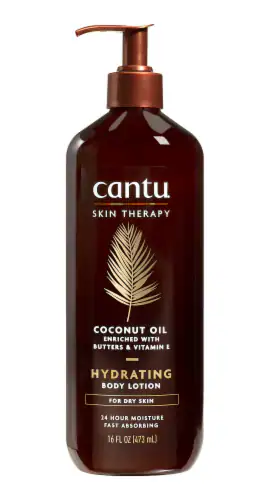 cantu
SKIN THERAPY
COCONUT OIL
ENRICHED WITH
BUTTERS & VITAMIN E
HYDRATING
BODY LOTION
FOR DRY SKIN
24 HOUR MOISTURE
FAST ABSORBING
16 FL OZ (473 mL)